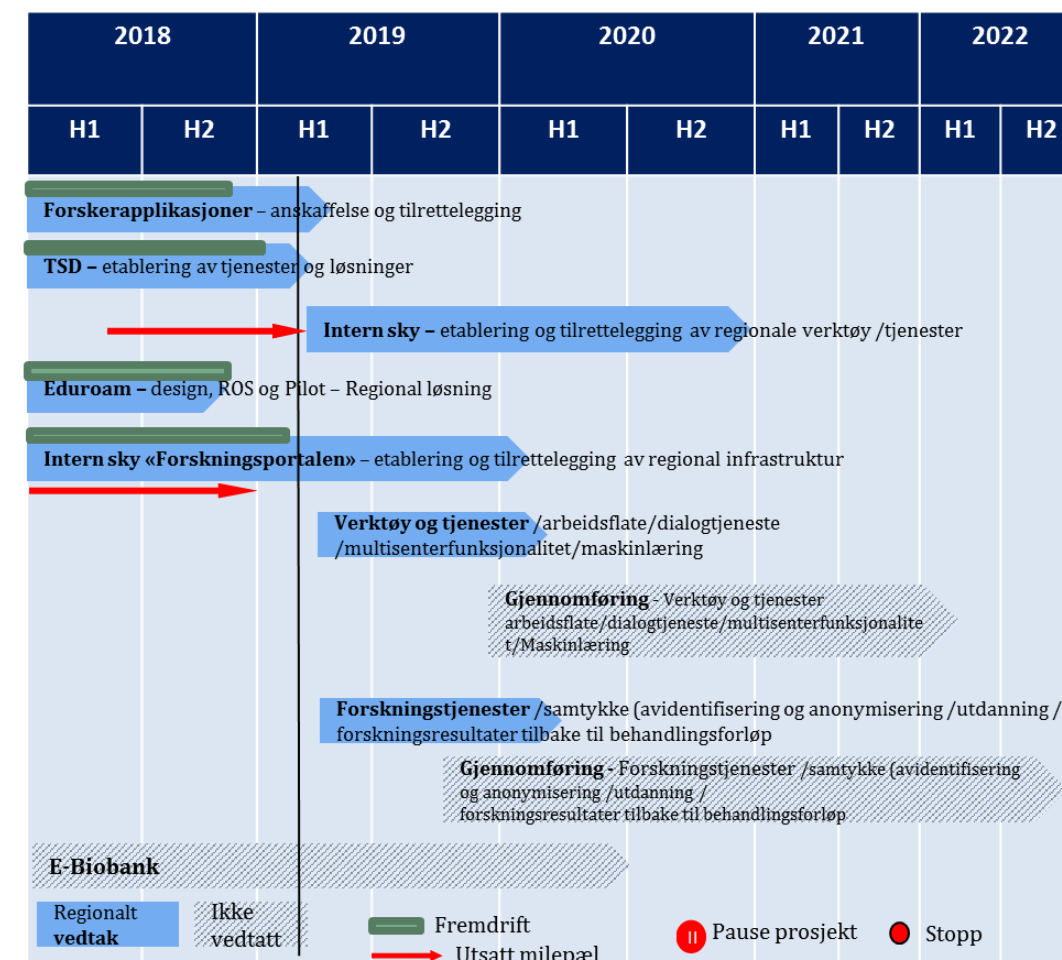 2018 2019 2020 2021 2022
H1 H2 H1 H2 H1 H2 H1 H2 H1 H2
Forskerapplikasjoner – anskaffelse og tilrettelegging
TSD – etablering av tjenester og løsninger
Intern sky – etablering og tilrettelegging av regionale verktøy /tjenester
Eduroam – design, ROS og Pilot – Regional løsning
Intern sky «Forskningsportalen» – etablering og tilrettelegging av regional infrastruktur
Verktøy og tjenester /arbeidsflate/dialogtjeneste
/multisenterfunksjonalitet/maskinlæring
Gjennomføring - Verktøy og tjenester
arbeidsflate/dialogtjeneste/multisenterfunksjonalite
t/Maskinlæring
Forskningstjenester /samtykke (avidentifisering og anonymisering /utdanning /
forskningsresultater tilbake til behandlingsforløp
Gjennomføring - Forskningstjenester /samtykke (avidentifisering
og anonymisering /utdanning /
forskningsresultater tilbake til behandlingsforløp
E-Biobank
Regionalt
vedtak
Ikke
vedtatt
Fremdrift
Utsatt milepæl
II Pause prosjekt
Stopp